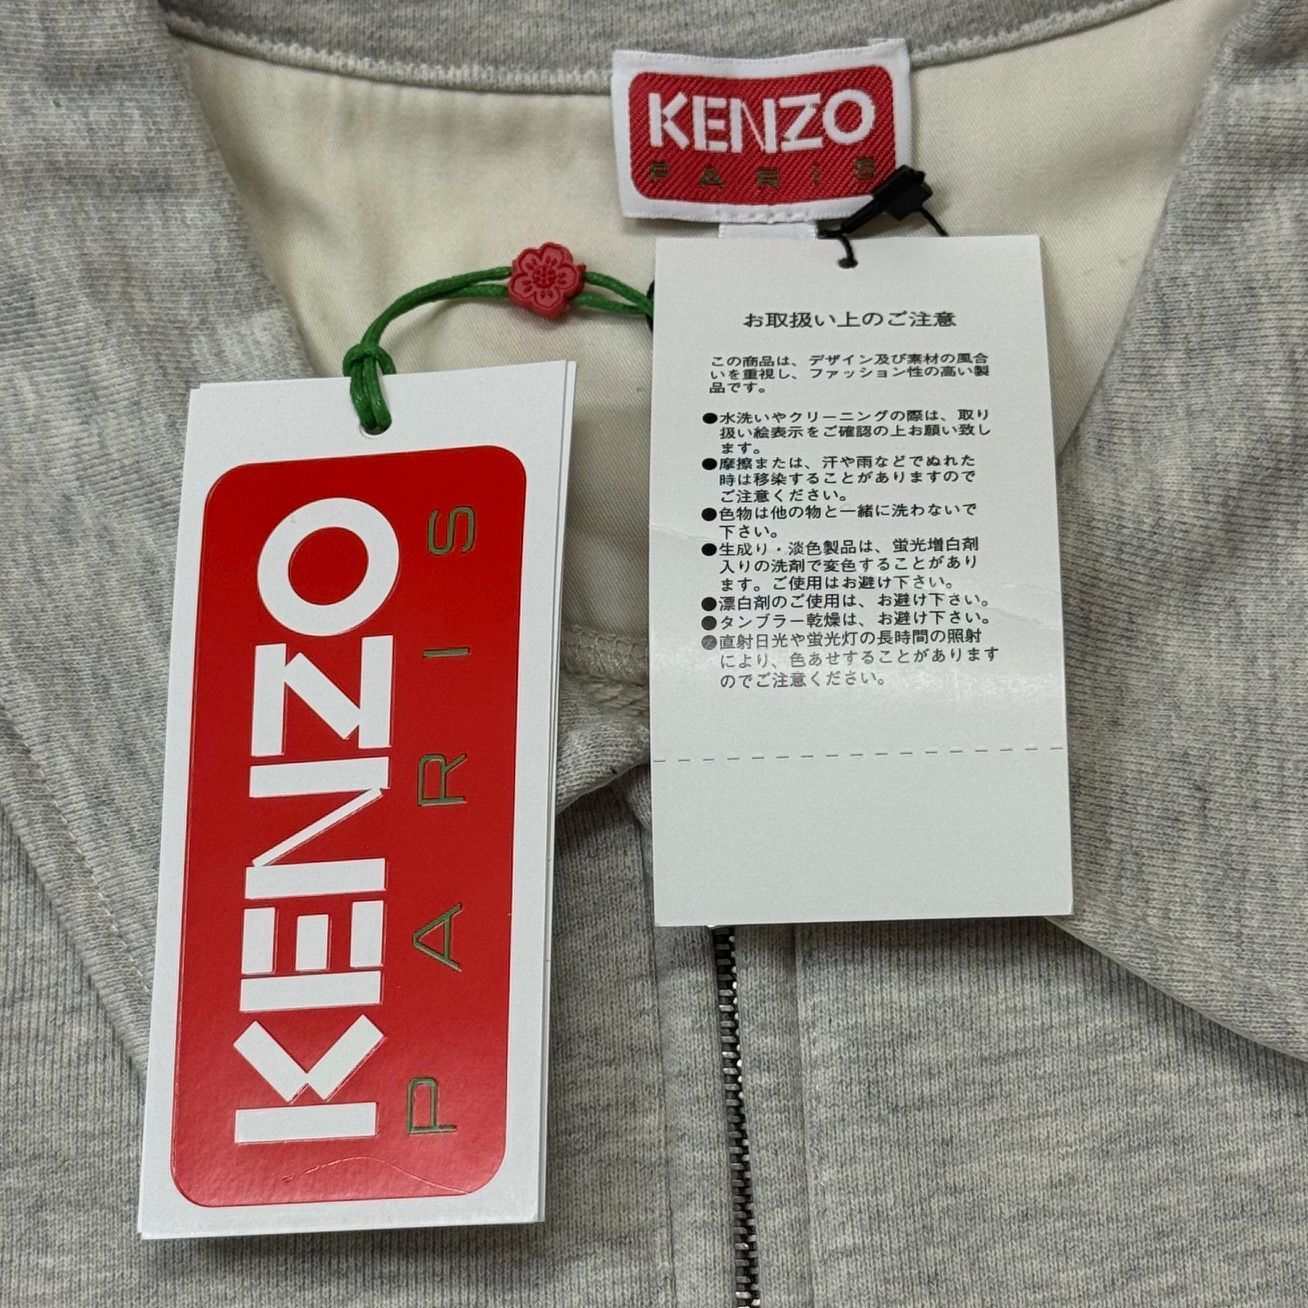 KENZO
PARIS
KENZO
PARIS
お取扱い上のご注意
この商品は、デザイン及び素材の風合
いを重視し、ファッション性の高い製
品です。
●水洗いやクリーニングの際は、取り
扱い絵表示をご確認の上お願い致し
ます。
●摩擦または、汗や雨などでぬれた
時は移染することがありますので
ご注意ください。
●色物は他の物と一緒に洗わないで
下さい。
●生成り・淡色製品は、蛍光増白剤
入りの洗剤で変色することがあり
ます。ご使用はお避け下さい。
●漂白剤のご使用は、お避け下さい。
●タンブラー乾燥は、お避け下さい。
●直射日光や蛍光灯の長時間の照射
により、色あせすることがあります
のでご注意ください。